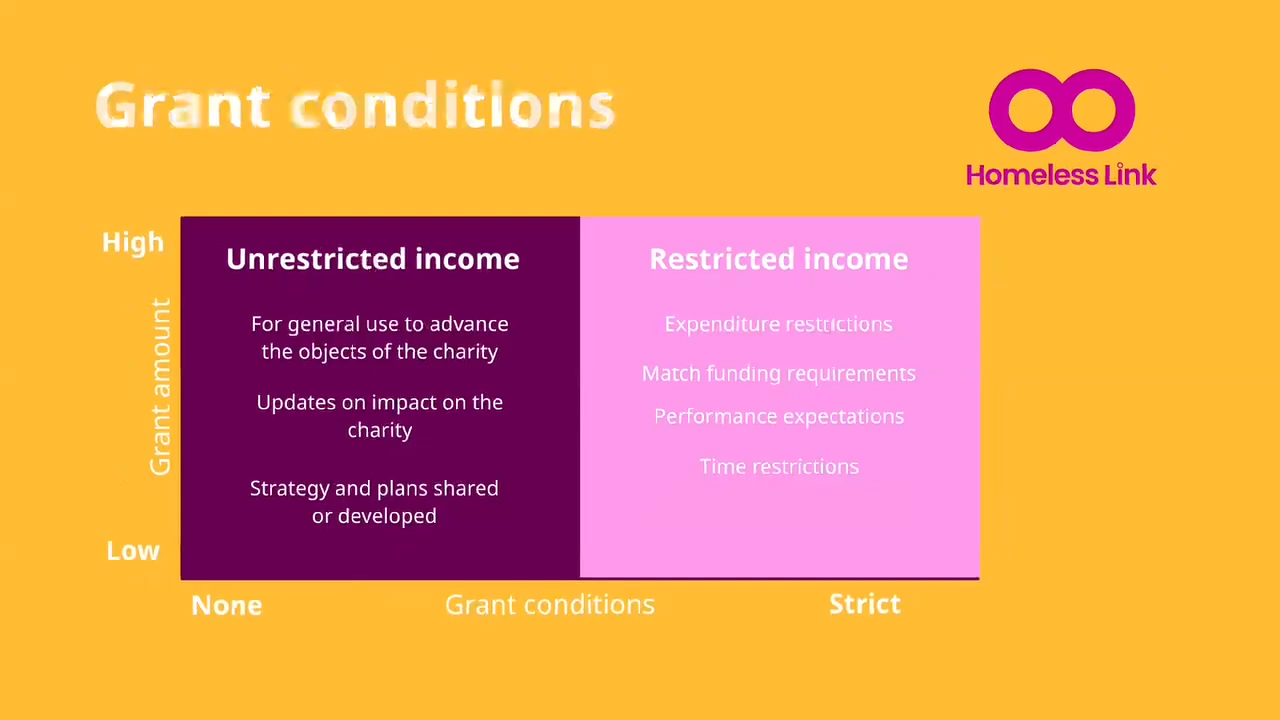 Grant conditions
Homeless Link
High
Grant amount
Low
Unrestricted income
For general use to advance
the objects of the charity
Updates on impact on the
charity
Strategy and plans shared
or developed
Restricted income
Expenditure restrictions
Match funding requirements
Performance expectations
Time restrictions
None
Grant conditions
Strict